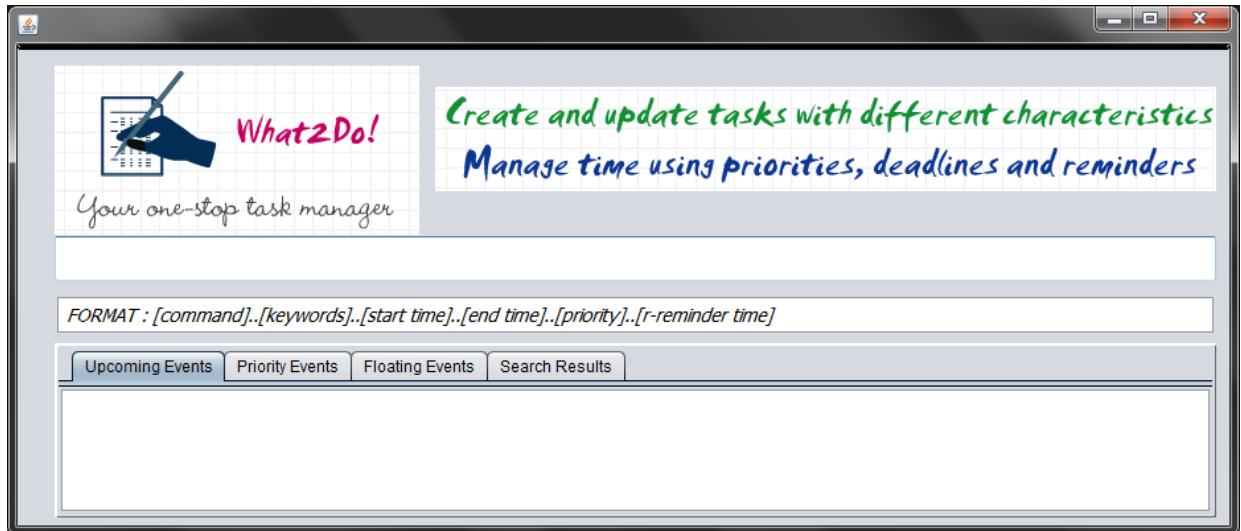 What2Do!
Your one-stop task manager
Create and update tasks with different characteristics
Manage time using priorities, deadlines and reminders
FORMAT : [command]..[keywords]..[start time]..[end time]..[priority]..[r-reminder time]
Upcoming Events Priority Events Floating Events Search Results